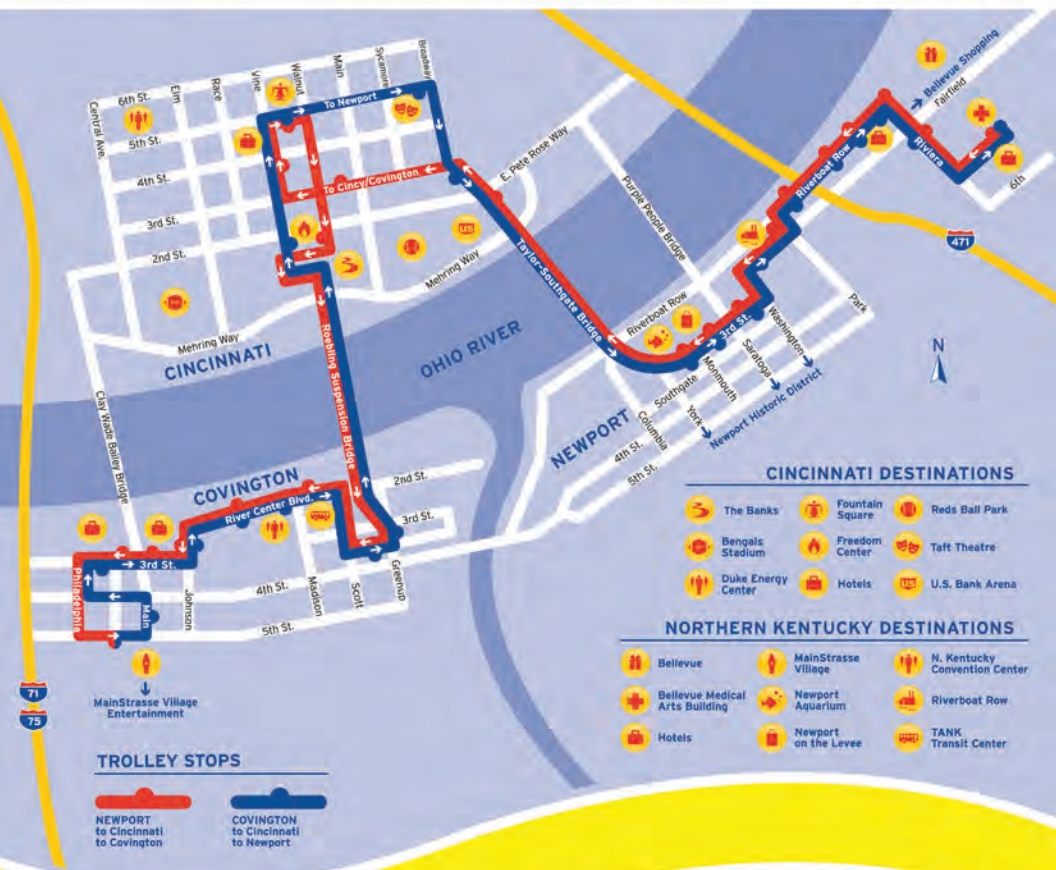 6th St.
5th St.
4th St.
3rd St.
2nd St.
Central Ave.
Elm
Race
Vine
Walnut
Main
Sycamore
Broadway
To Newport
To Cincy/Covington
E. Pete Rose Way
Mehring Way
Mehring Way
CINCINNATI
OHIO RIVER
Roebling Suspension Bridge
Taylor-Southgate Bridge
Purple People Bridge
Clay Wade Bailey Bridge
Riverboat Row
Riverboat Row
Bellevue Shopping
Fairfield
Riviera
6th
471
N
Park
Washington
Saratoga
Monmouth
York
Columbia
Southgate
3rd St.
4th St.
5th St.
Newport Historic District
NEWPORT
COVINGTON
River Center Blvd.
2nd St.
3rd St.
3rd St.
4th St.
5th St.
Philadelphia
Main
Johnson
Madison
Scott
Greenup
US
71
75
MainStrasse Village
Entertainment
TROLLEY STOPS
NEWPORT
to Cincinnati
to Covington
COVINGTON
to Cincinnati
to Newport
CINCINNATI DESTINATIONS
The Banks
Fountain
Square
Reds Ball Park
Bengals
Stadium
Freedom
Center
Taft Theatre
Duke Energy
Center
Hotels
US
U.S. Bank Arena
NORTHERN KENTUCKY DESTINATIONS
Bellevue
MainStrasse
Village
N. Kentucky
Convention Center
Bellevue Medical
Arts Building
Newport
Aquarium
Riverboat Row
Hotels
Newport
on the Levee
TANK
Transit Center